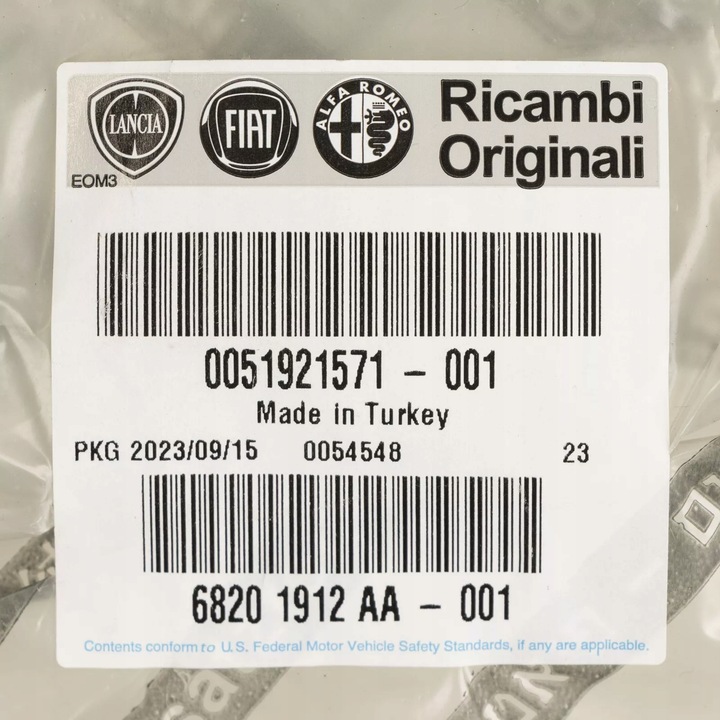 LANCIA
FIAT
ALFA ROMEO
Ricambi
Originali
EOM3
0051921571 - 001
Made in Turkey
PKG 2023/09/15 0054548 23
6820 1912 AA - 001
Contents conform to U.S. Federal Motor Vehicle Safety Standards, if any are applicable.